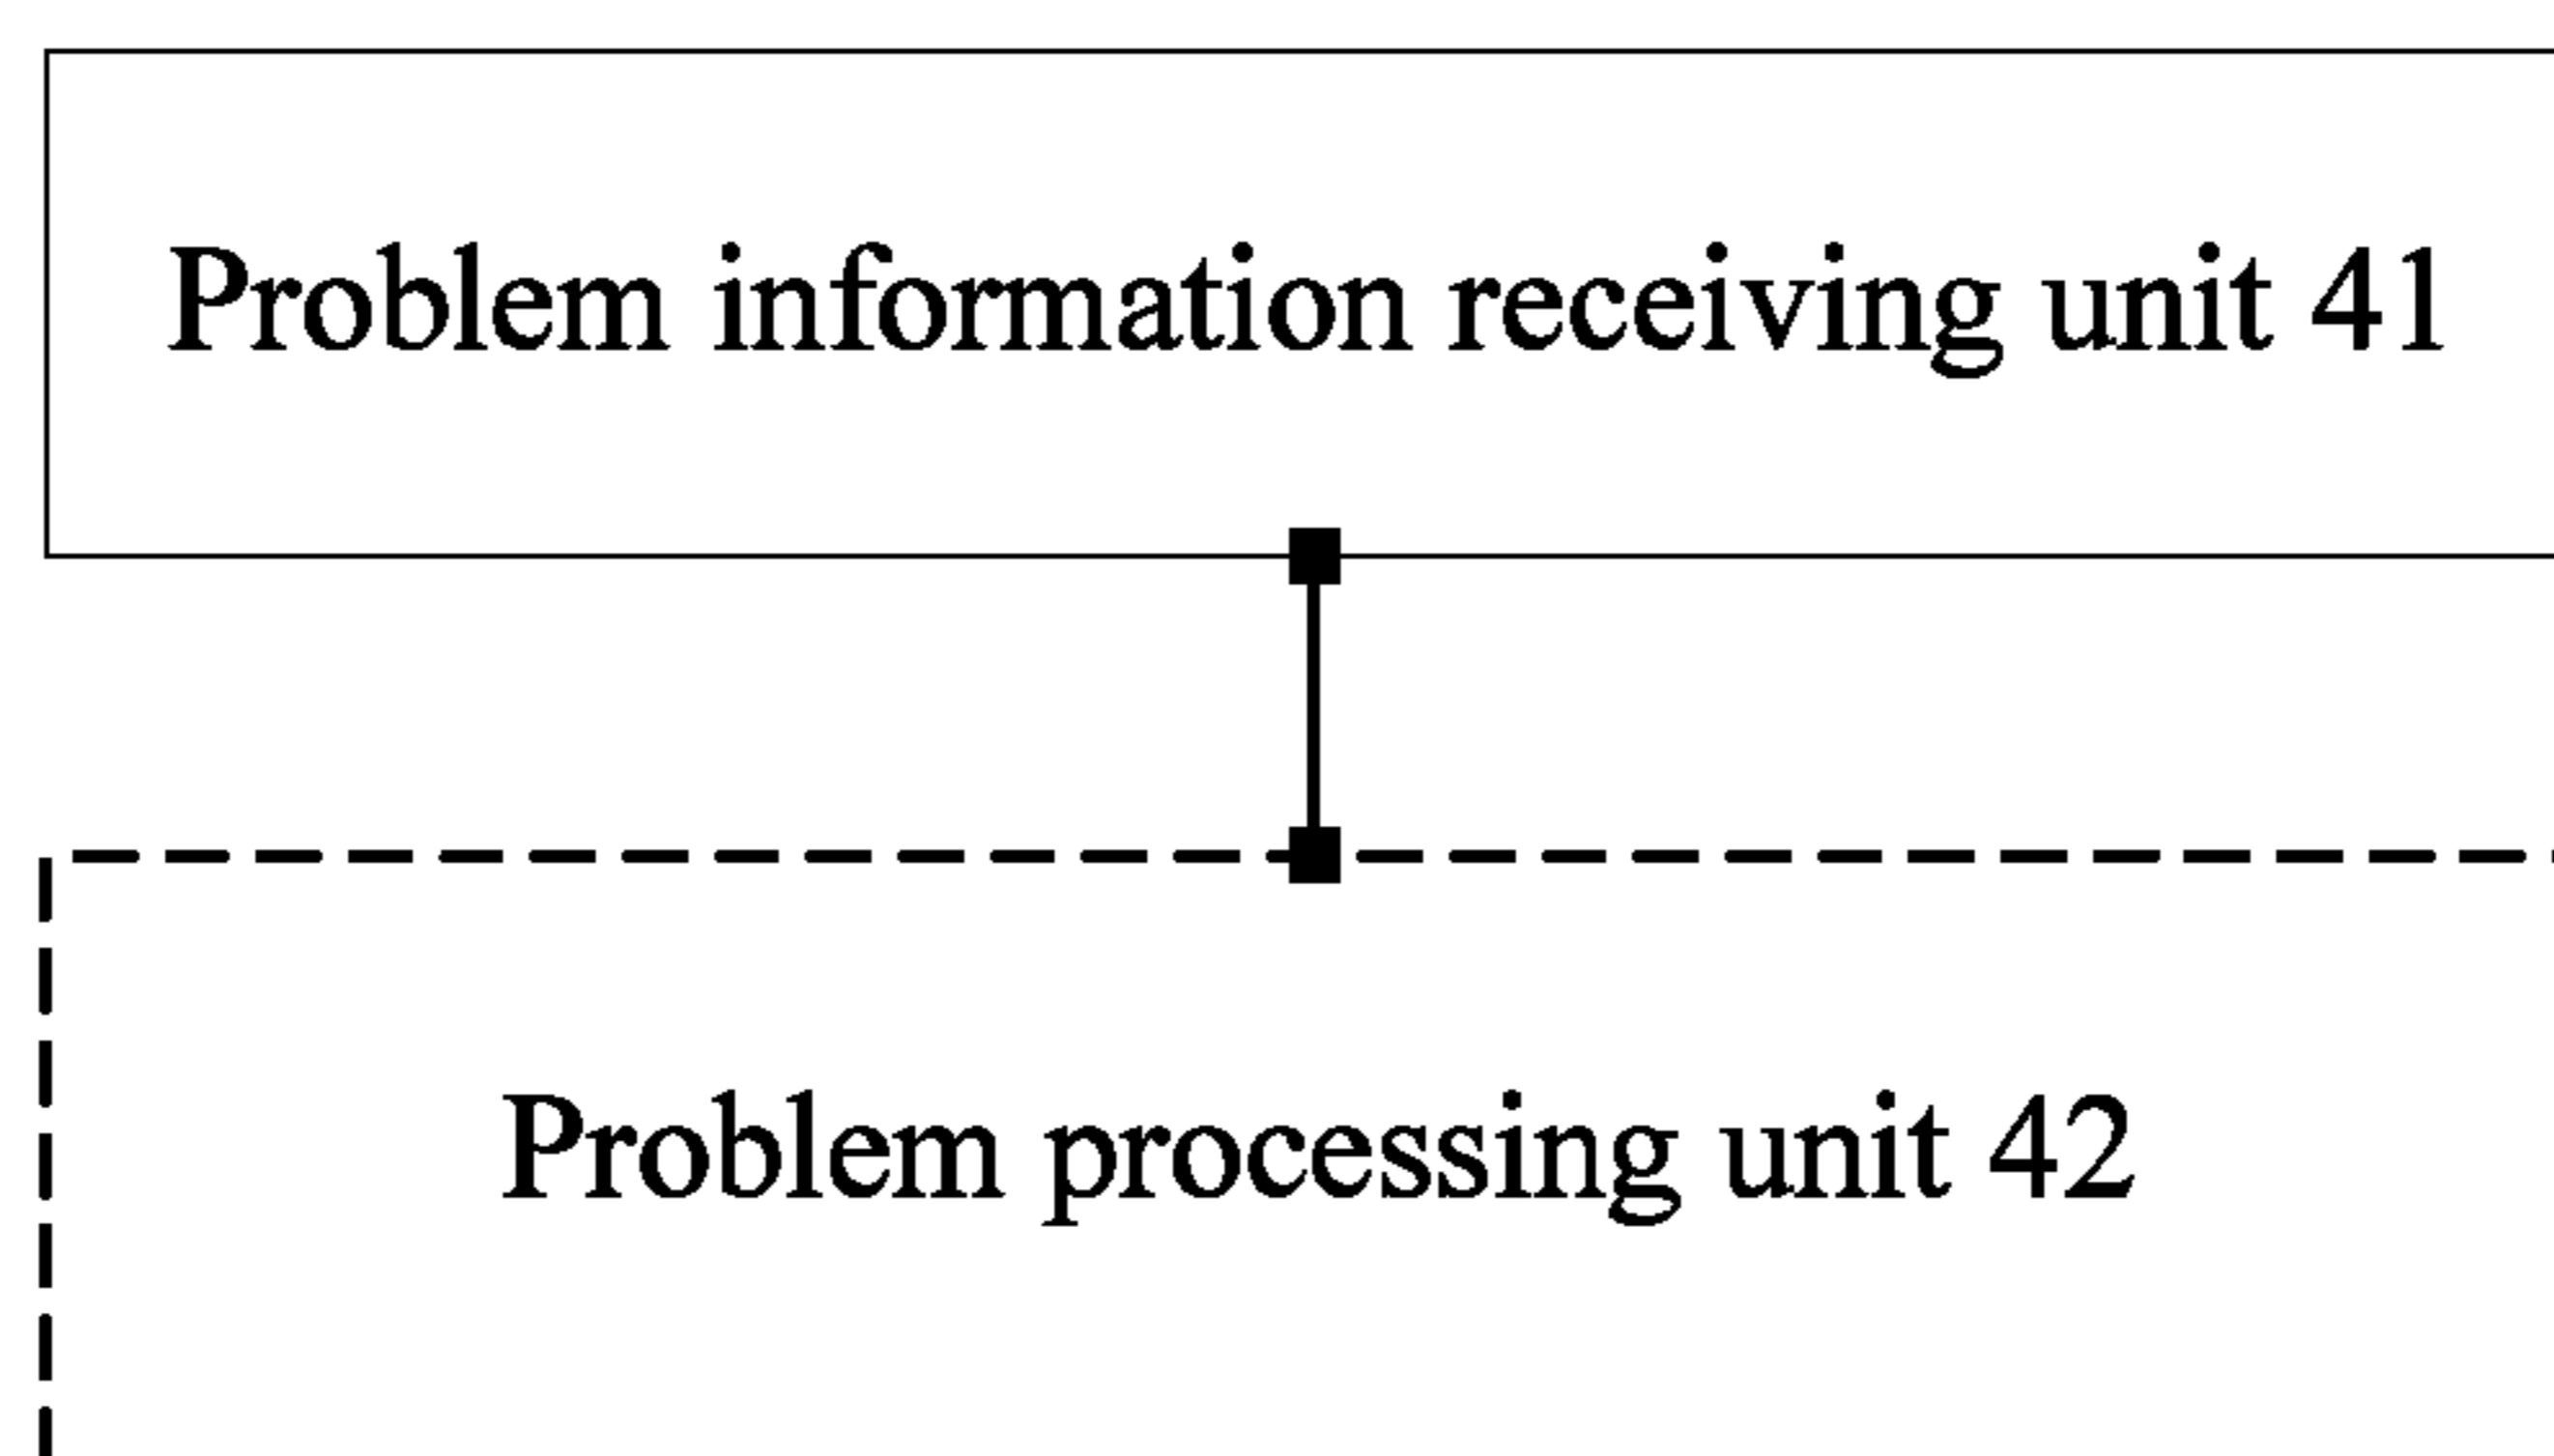 Problem information receiving unit 41
Problem processing unit 42